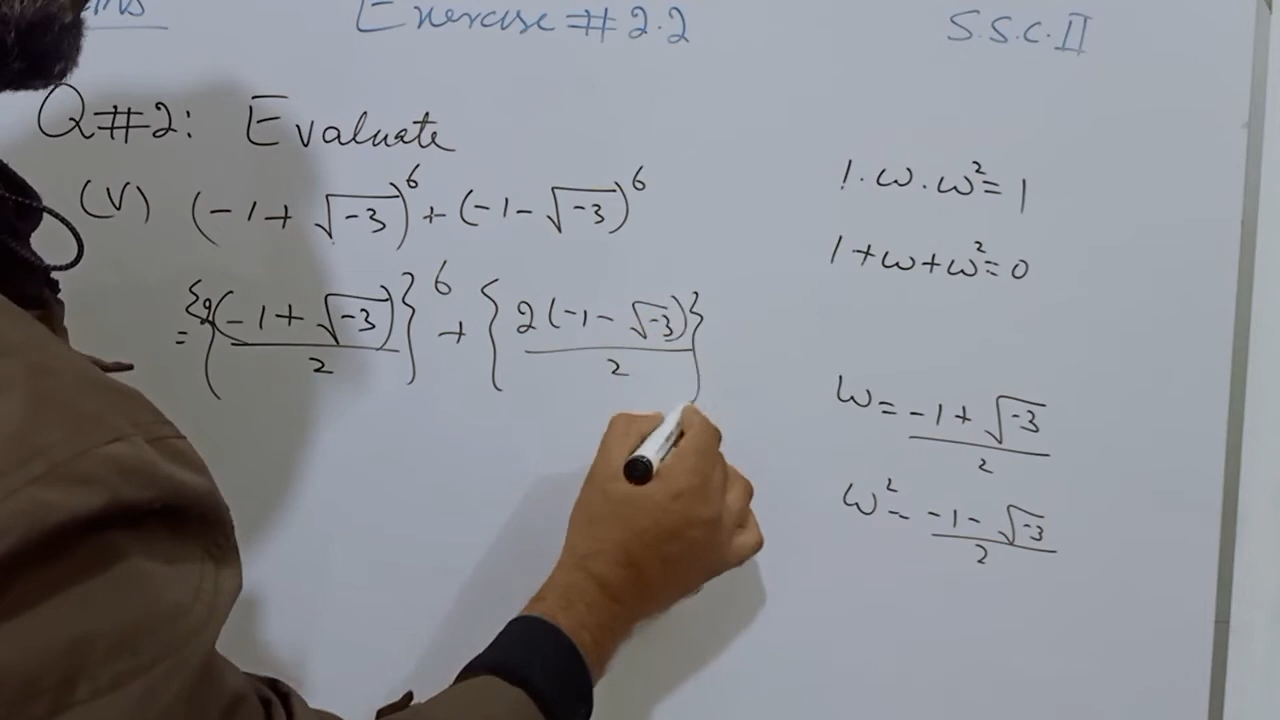 Exercise # 2.2
S.S.C. II
Q#2: Evaluate
(V) (-1+√-3)^6 + (-1-√-3)^6
= {2(-1+√-3)/2}^6 + {2(-1-√-3)/2}
1·ω·ω²=1
1+ω+ω²=0
ω = (-1+√-3)/2
ω² = (-1-√-3)/2